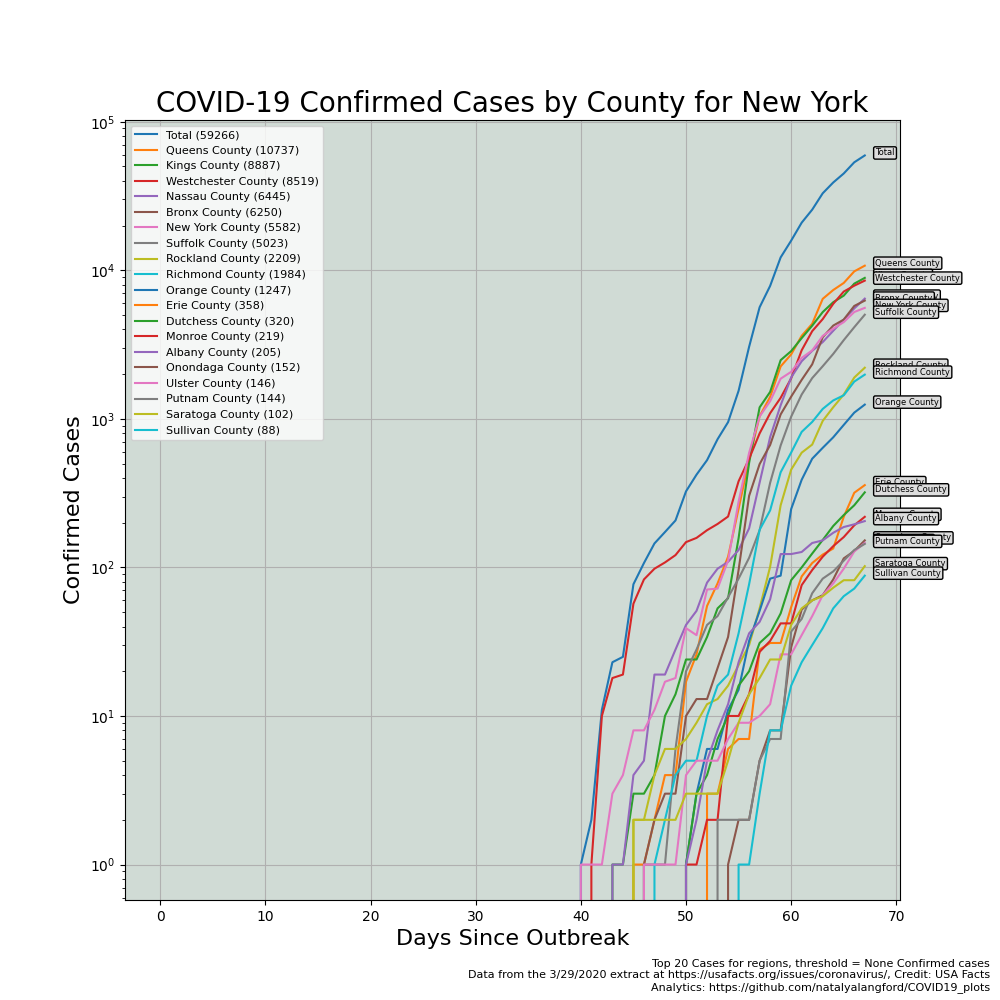 COVID-19 Confirmed Cases by County for New York
Confirmed Cases
10^5
10^4
10^3
10^2
10^1
10^0
Total (59266)
Queens County (10737)
Kings County (8887)
Westchester County (8519)
Nassau County (6445)
Bronx County (6250)
New York County (5582)
Suffolk County (5023)
Rockland County (2209)
Richmond County (1984)
Orange County (1247)
Erie County (358)
Dutchess County (320)
Monroe County (219)
Albany County (205)
Onondaga County (152)
Ulster County (146)
Putnam County (144)
Saratoga County (102)
Sullivan County (88)
Total
Queens County
Westchester County
Bronx County
New York County
Suffolk County
Rockland County
Richmond County
Orange County
Erie County
Dutchess County
Albany County
Putnam County
Saratoga County
Sullivan County
0 10 20 30 40 50 60 70
Days Since Outbreak
Top 20 Cases for regions, threshold = None Confirmed cases
Data from the 3/29/2020 extract at https://usafacts.org/issues/coronavirus/, Credit: USA Facts
Analytics: https://github.com/natalyalangford/COVID19_plots